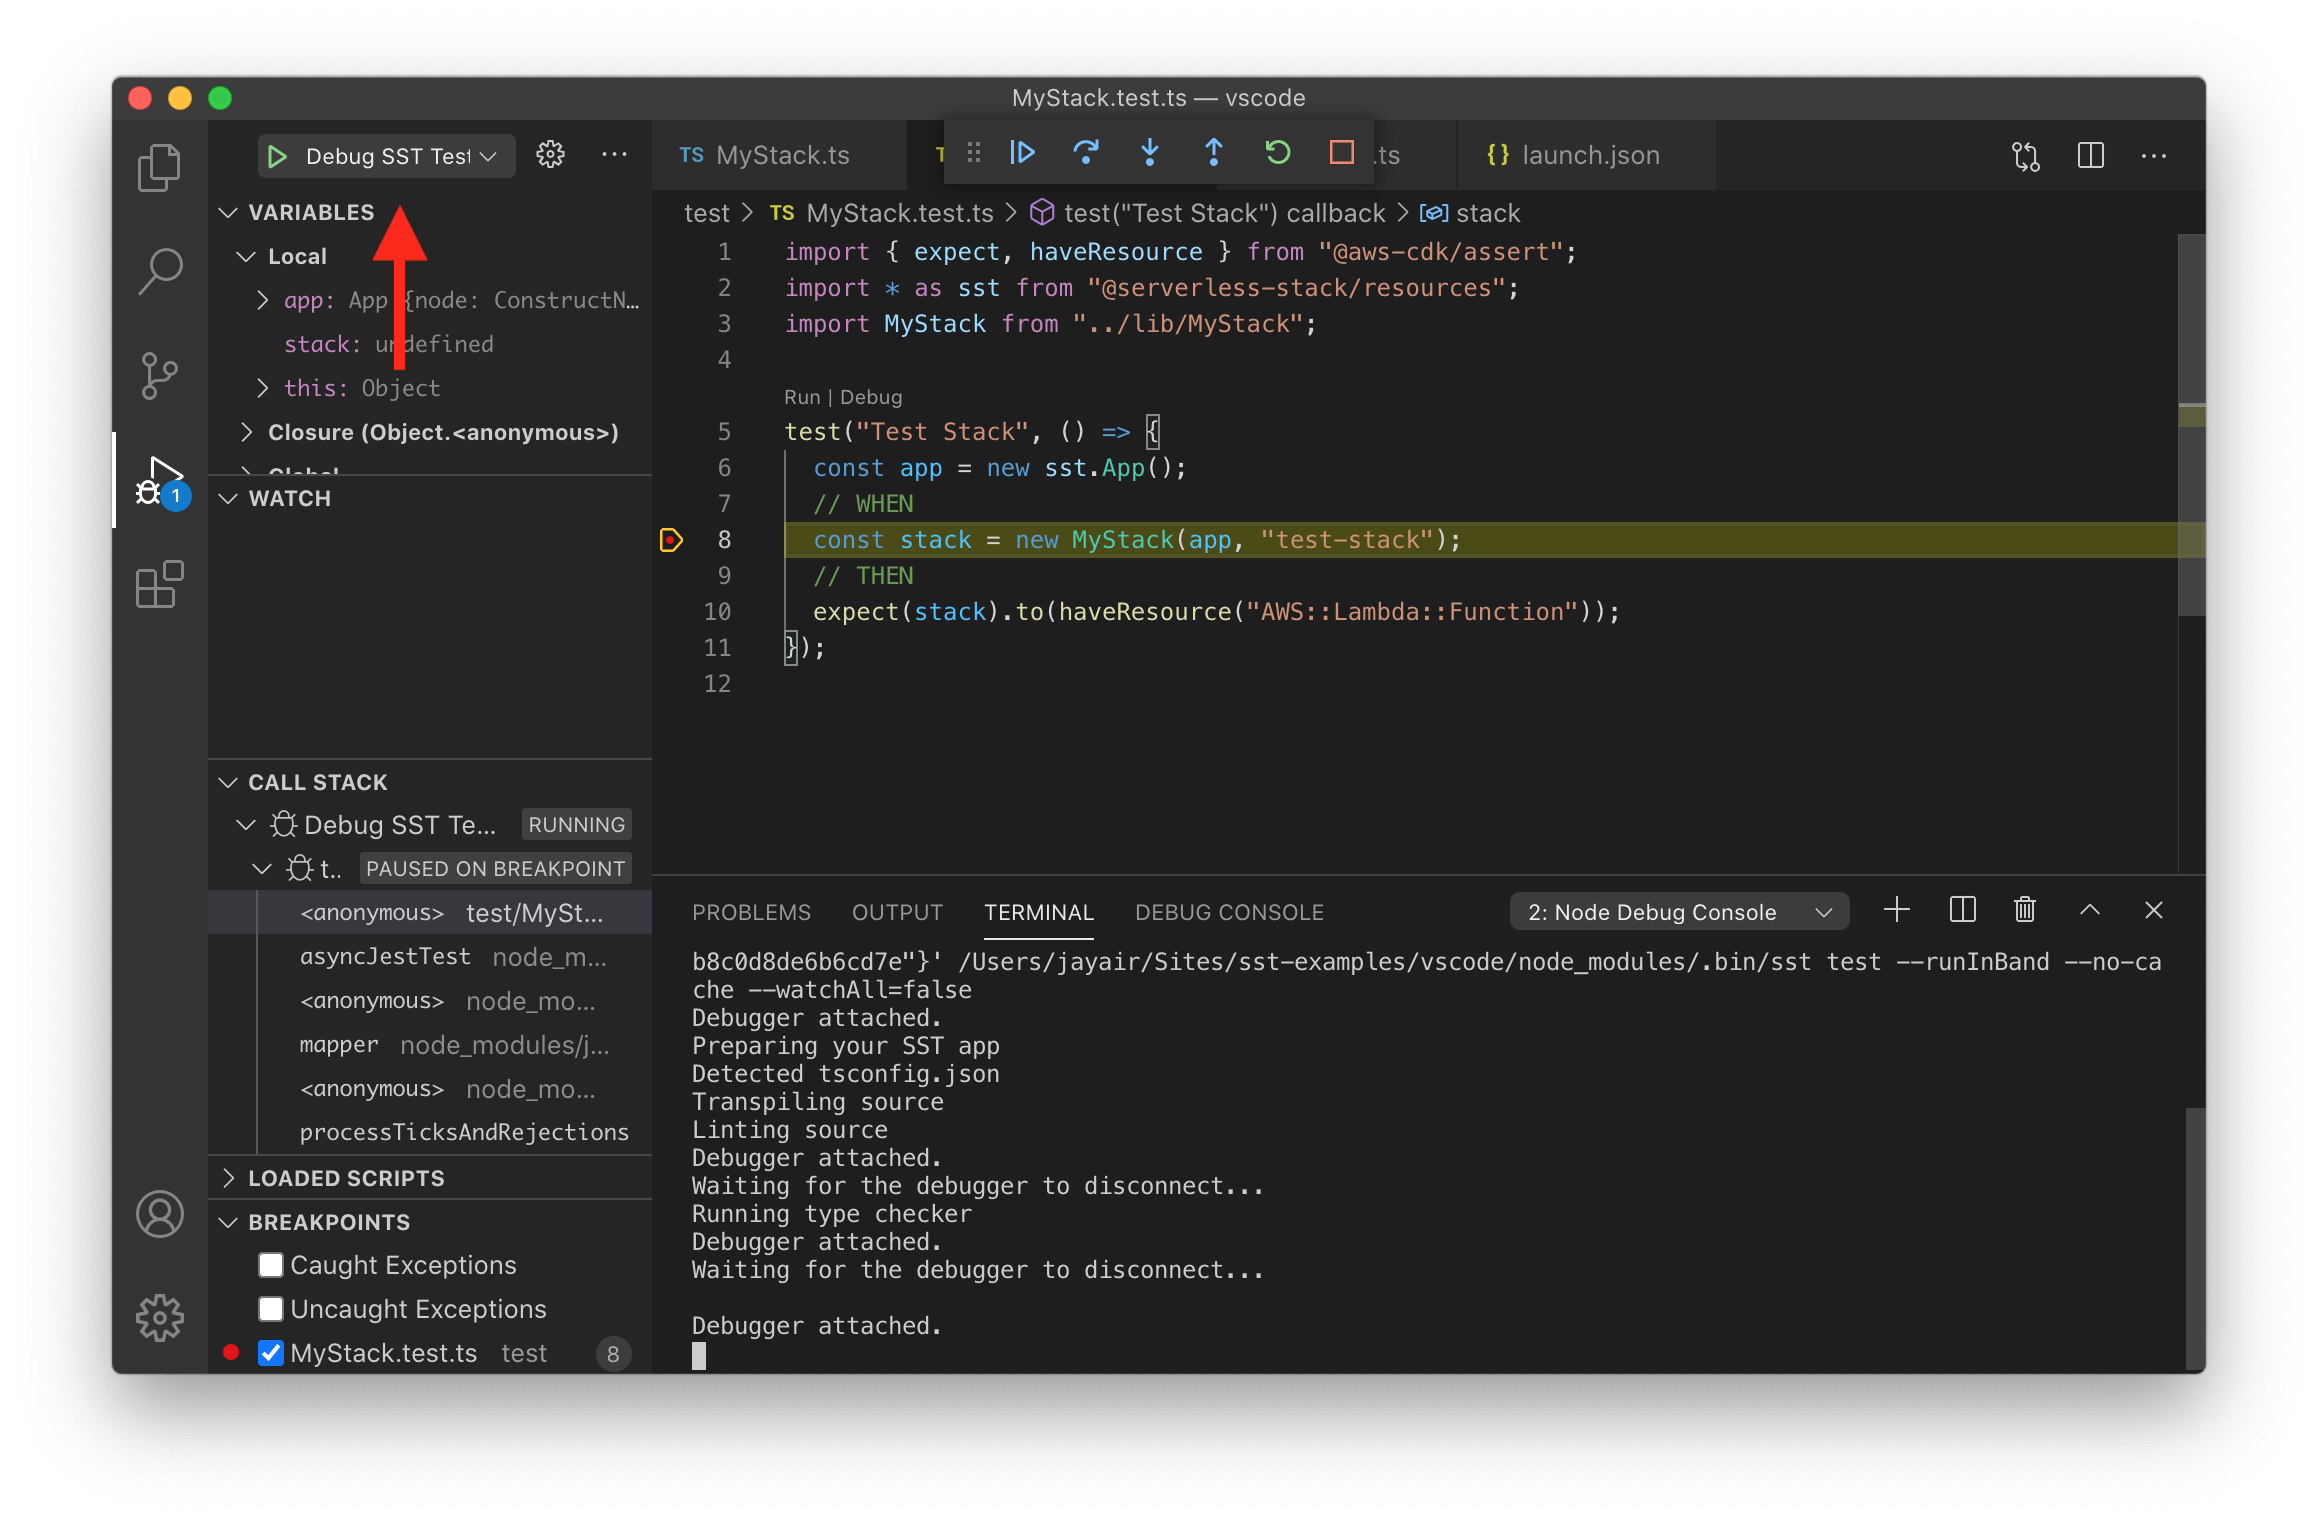 MyStack.test.ts — vscode
Debug SST Test
VARIABLES
Local
app: App {node: ConstructN…
stack: undefined
this: Object
Closure (Object.<anonymous>)
Global
WATCH
CALL STACK
Debug SST Te... RUNNING
t.. PAUSED ON BREAKPOINT
<anonymous> test/MySt...
asyncJestTest node_m...
<anonymous> node_mo...
mapper node_modules/j...
<anonymous> node_mo...
processTicksAndRejections
LOADED SCRIPTS
BREAKPOINTS
Caught Exceptions
Uncaught Exceptions
MyStack.test.ts test 8
1
TS MyStack.ts
.ts
{} launch.json
test > TS MyStack.test.ts > test("Test Stack") callback > stack
1 import { expect, haveResource } from "@aws-cdk/assert";
2 import * as sst from "@serverless-stack/resources";
3 import MyStack from "../lib/MyStack";
4
Run | Debug
5 test("Test Stack", () => {
6 const app = new sst.App();
7 // WHEN
8 const stack = new MyStack(app, "test-stack");
9 // THEN
10 expect(stack).to(haveResource("AWS::Lambda::Function"));
11 });
12
PROBLEMS OUTPUT TERMINAL DEBUG CONSOLE 2: Node Debug Console
b8c0d8de6b6cd7e"}' /Users/jayair/Sites/sst-examples/vscode/node_modules/.bin/sst test --runInBand --no-ca
che --watchAll=false
Debugger attached.
Preparing your SST app
Detected tsconfig.json
Transpiling source
Linting source
Debugger attached.
Waiting for the debugger to disconnect...
Running type checker
Debugger attached.
Waiting for the debugger to disconnect...
Debugger attached.